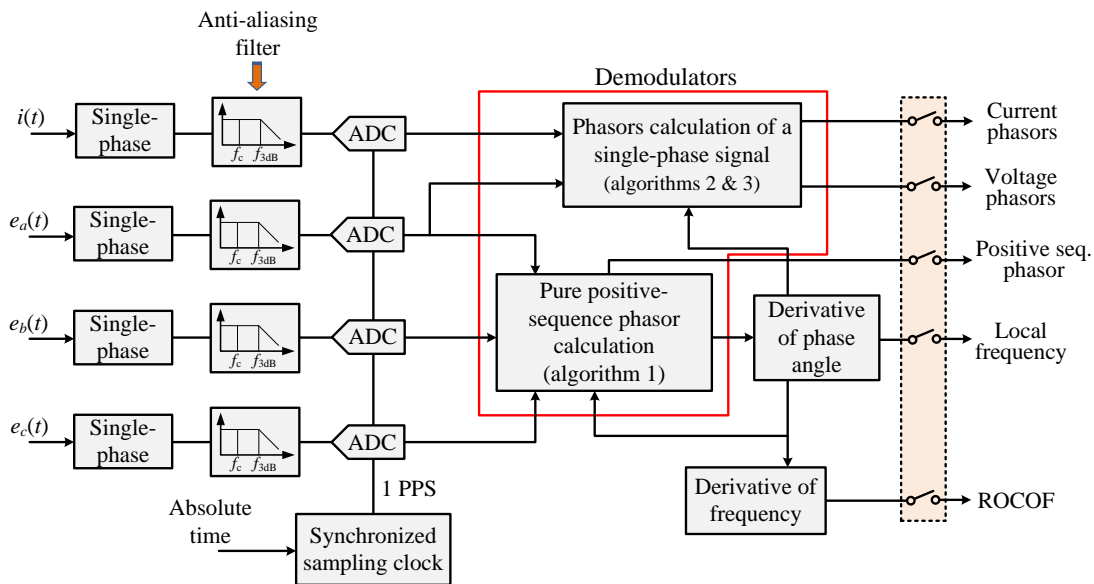 Anti-aliasing
filter
Demodulators
i(t)
Single-
phase
fc f3dB
ADC
Phasors calculation of a
single-phase signal
(algorithms 2 & 3)
Current
phasors
Voltage
phasors
ea(t)
Single-
phase
fc f3dB
ADC
Positive seq.
phasor
eb(t)
Single-
phase
fc f3dB
ADC
Pure positive-
sequence phasor
calculation
(algorithm 1)
Derivative
of phase
angle
Local
frequency
ec(t)
Single-
phase
fc f3dB
ADC
1 PPS
Absolute
time
Synchronized
sampling clock
Derivative of
frequency
ROCOF